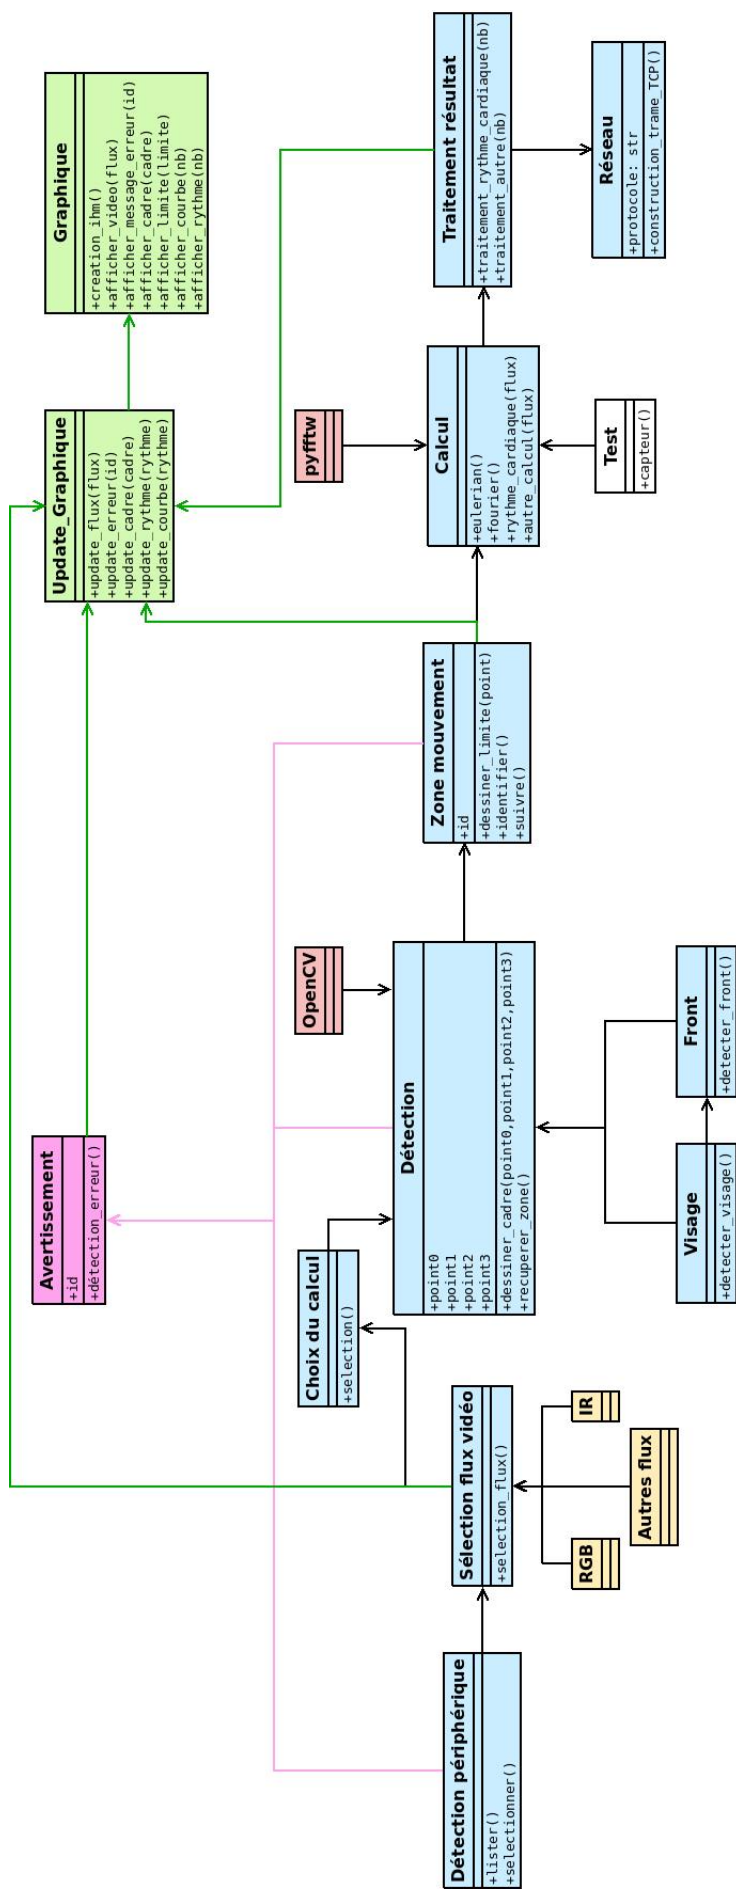 Détection périphérique
+lister()
+selectionner()
Sélection flux vidéo
+selection_flux()
RGB
IR
Autres flux
Choix du calcul
+selection()
Avertissement
+id
+détection_erreur()
Détection
+point0
+point1
+point2
+point3
+dessiner_cadre(point0,point1,point2,point3)
+recuperer_zone()
OpenCV
Visage
+detecter_visage()
Front
+detecter_front()
Zone mouvement
+id
+dessiner_limite(point)
+identifier()
+suivre()
Update_Graphique
+update_flux(flux)
+update_erreur(id)
+update_cadre(cadre)
+update_rythme(rythme)
+update_courbe(rythme)
pyfftw
Calcul
+eulerian()
+fourier()
+rythme_cardiaque(flux)
+autre_calcul(flux)
Test
+capteur()
Graphique
+creation_ihm()
+afficher_video(flux)
+afficher_message_erreur(id)
+afficher_cadre(cadre)
+afficher_limite(limite)
+afficher_courbe(nb)
+afficher_rythme(nb)
Traitement résultat
+traitement_rythme_cardiaque(nb)
+traitement_autre(nb)
Réseau
+protocole: str
+construction_trame_TCP()